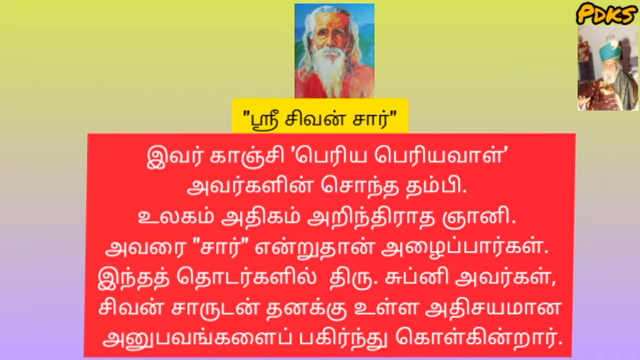 PDKS
"ஸ்ரீ சிவன் சார்"
இவர் காஞ்சி 'பெரிய பெரியவாள்'
அவர்களின் சொந்த தம்பி.
உலகம் அதிகம் அறிந்திராத ஞானி.
அவரை "சார்" என்றுதான் அழைப்பார்கள்.
இந்தத் தொடர்களில் திரு. சுப்னி அவர்கள்,
சிவன் சாருடன் தனக்கு உள்ள அதிசயமான
அனுபவங்களைப் பகிர்ந்து கொள்கின்றார்.